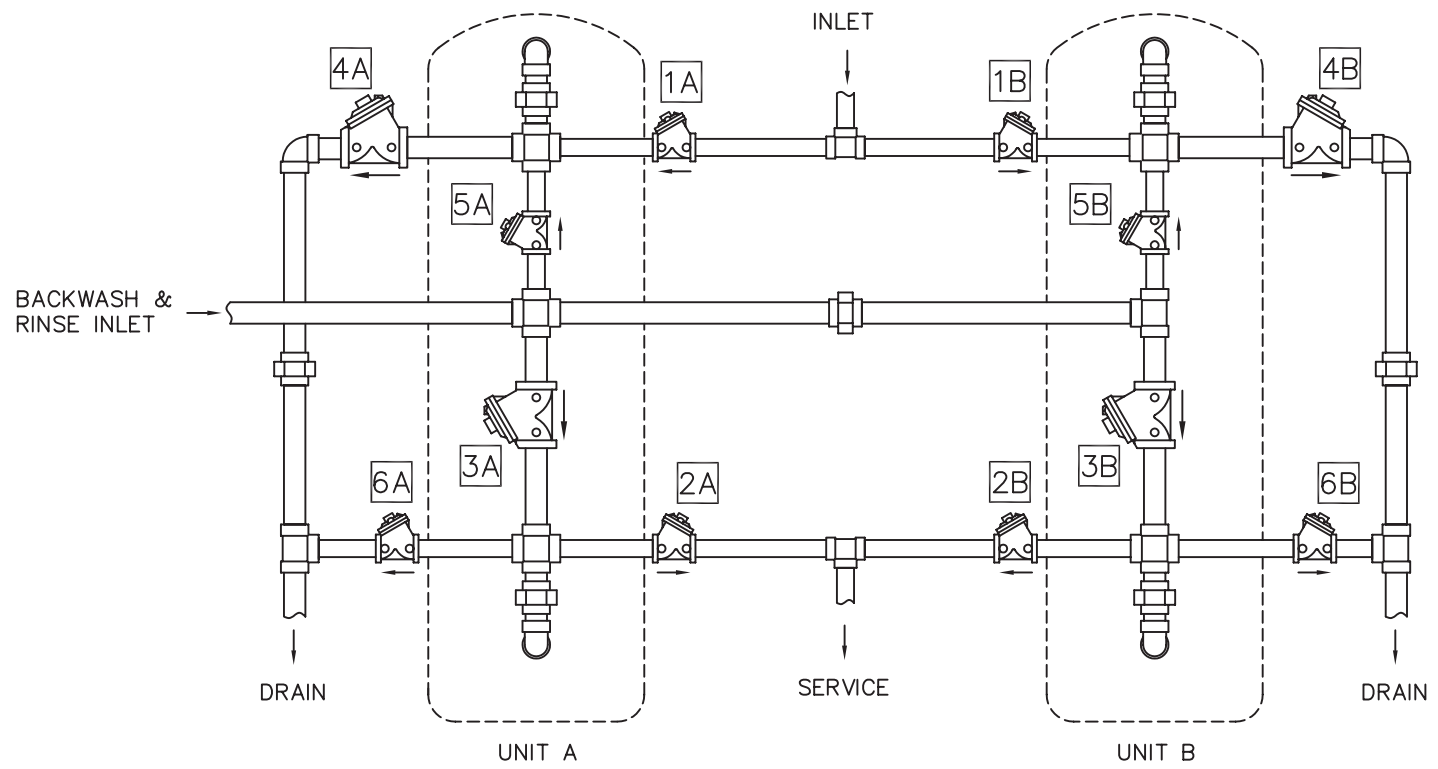 INLET
4A
1A
1B
4B
5A
5B
BACKWASH &
RINSE INLET
3A
3B
6A
2A
2B
6B
DRAIN
SERVICE
DRAIN
UNIT A
UNIT B